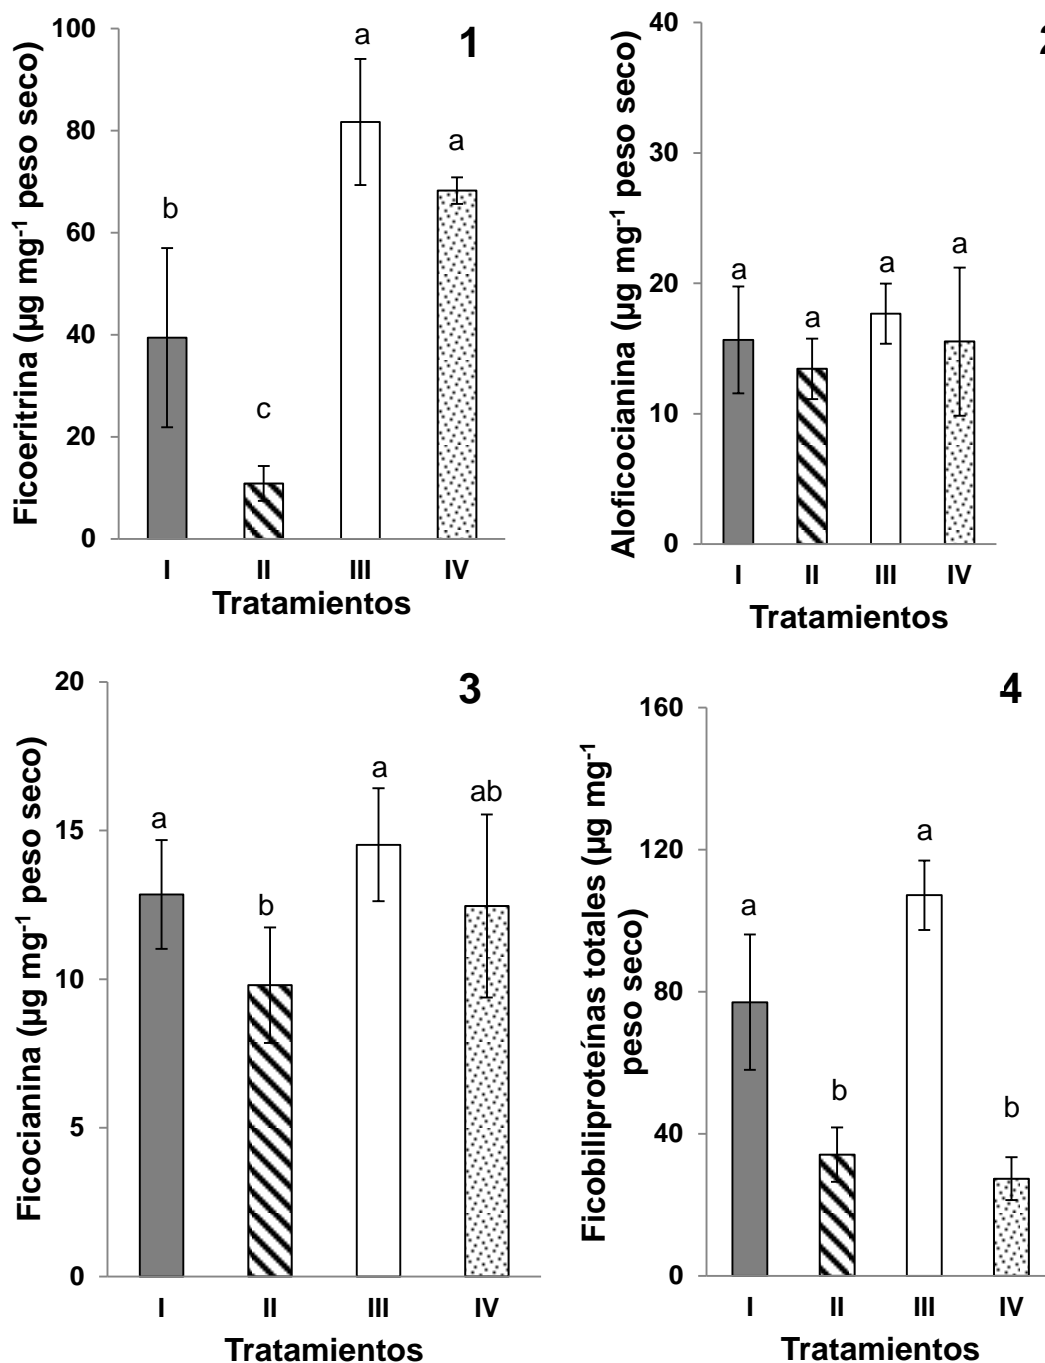 Ficoeritrina (µg mg-1 peso seco)
100
80
60
40
20
0
1
b
c
a
a
I II III IV
Tratamientos
Aloficocianina (µg mg-1 peso seco)
40
30
20
10
0
2
a
a
a
a
I II III IV
Tratamientos
Ficocianina (µg mg-1 peso seco)
20
15
10
5
0
3
a
b
a
ab
I II III IV
Tratamientos
Ficobiliproteínas totales (µg mg-1
peso seco)
160
120
80
40
0
4
a
b
a
b
I II III IV
Tratamientos